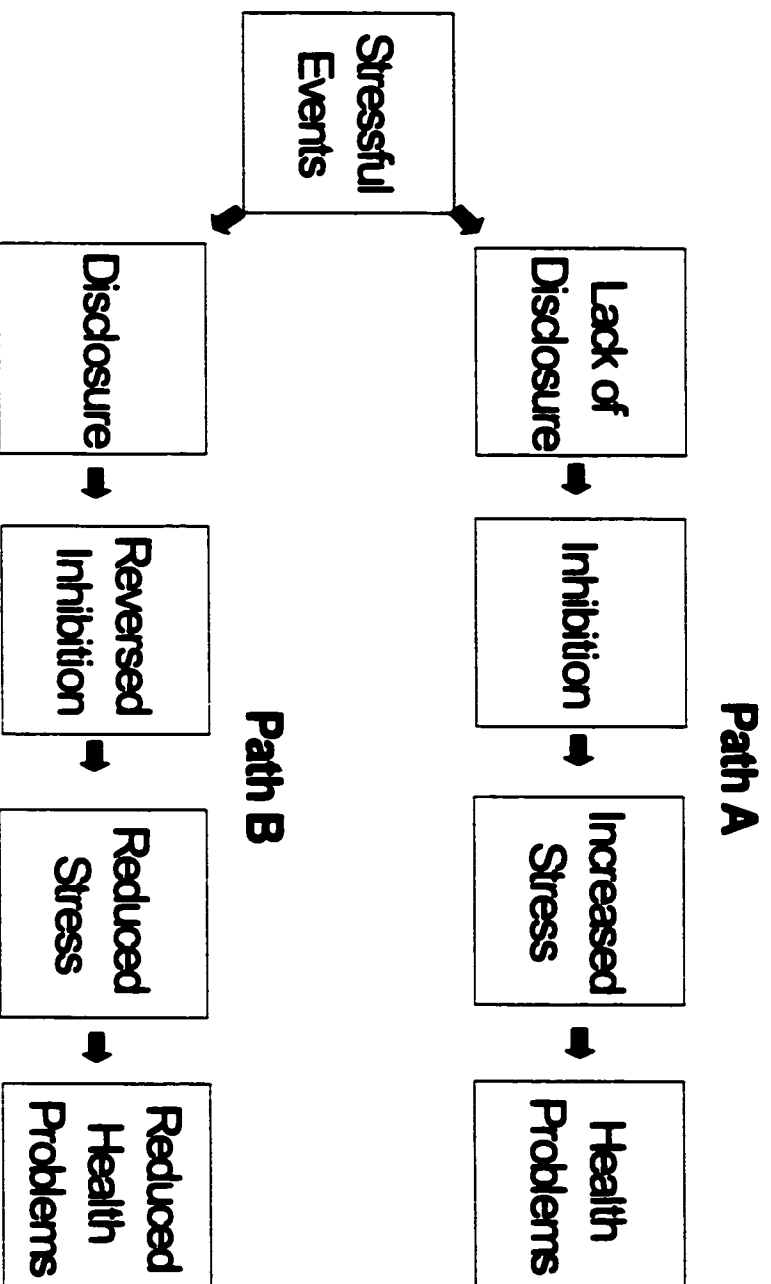 Path A
Lack of
Disclosure
Inhibition
Increased
Stress
Health
Problems
Stressful
Events
Path B
Disclosure
Reversed
Inhibition
Reduced
Stress
Reduced
Health
Problems